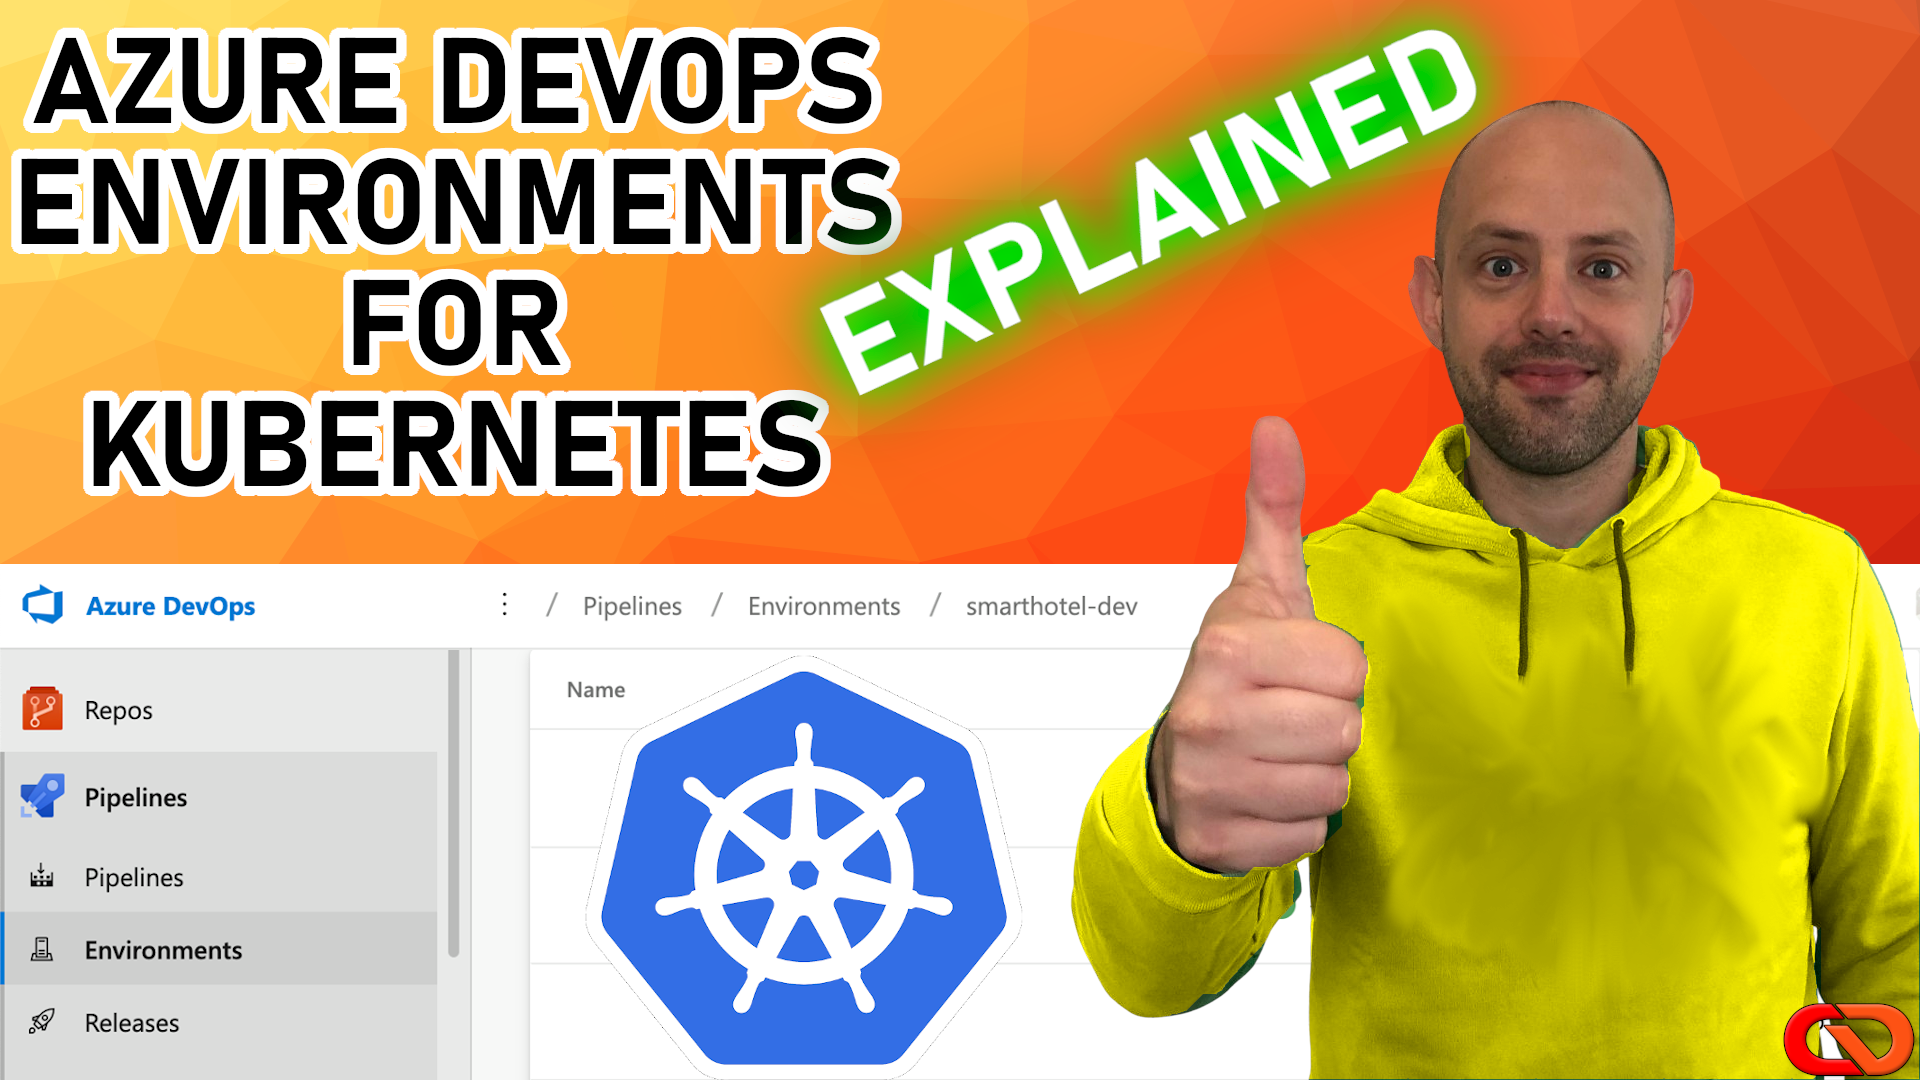 AZURE DEVOPS
ENVIRONMENTS
FOR
KUBERNETES
EXPLAINED
Azure DevOps
/ Pipelines / Environments / smarthotel-dev
Repos
Pipelines
Pipelines
Environments
Releases
Name